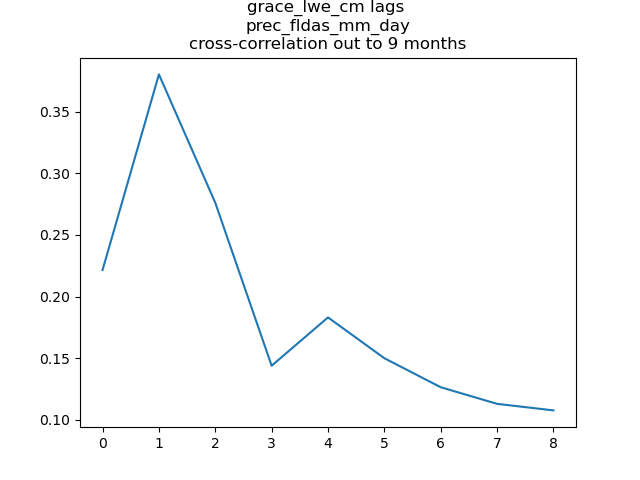 grace_lwe_cm lags
prec_fldas_mm_day
cross-correlation out to 9 months
0.35
0.30
0.25
0.20
0.15
0.10
0 1 2 3 4 5 6 7 8